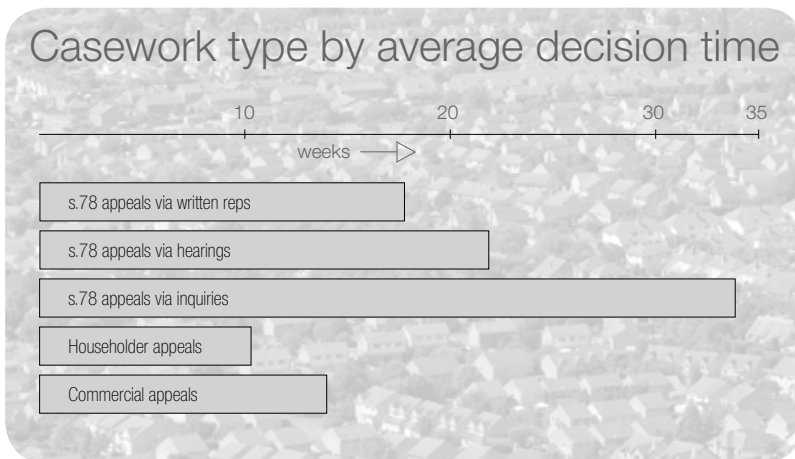 Casework type by average decision time
10 20 30 35
weeks
s.78 appeals via written reps
s.78 appeals via hearings
s.78 appeals via inquiries
Householder appeals
Commercial appeals